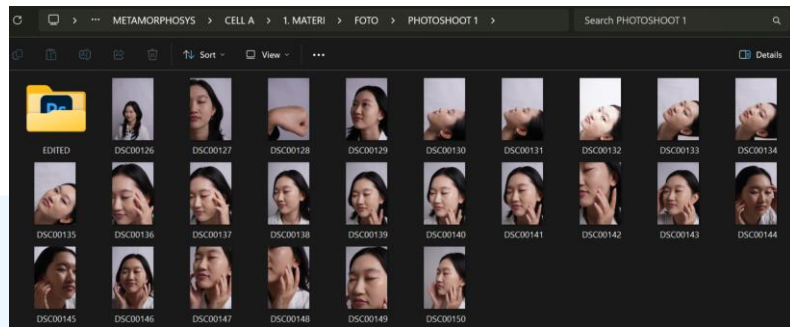 METAMORPHOSYS > CELL A > 1. MATERI > FOTO > PHOTOSHOOT 1 > Search PHOTOSHOOT 1
Sort View Details
Ps
EDITED DSC00126 DSC00127 DSC00128 DSC00129 DSC00130 DSC00131 DSC00132 DSC00133 DSC00134
DSC00135 DSC00136 DSC00137 DSC00138 DSC00139 DSC00140 DSC00141 DSC00142 DSC00143 DSC00144
DSC00145 DSC00146 DSC00147 DSC00148 DSC00149 DSC00150